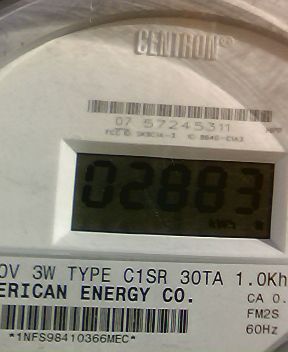 CENTRON®
07 57245311
02883
0V 3W TYPE C1SR 30TA 1.0Kh
ERICAN ENERGY CO.
CA 0.
FM2S
60Hz
*1NFS98410366MEC*